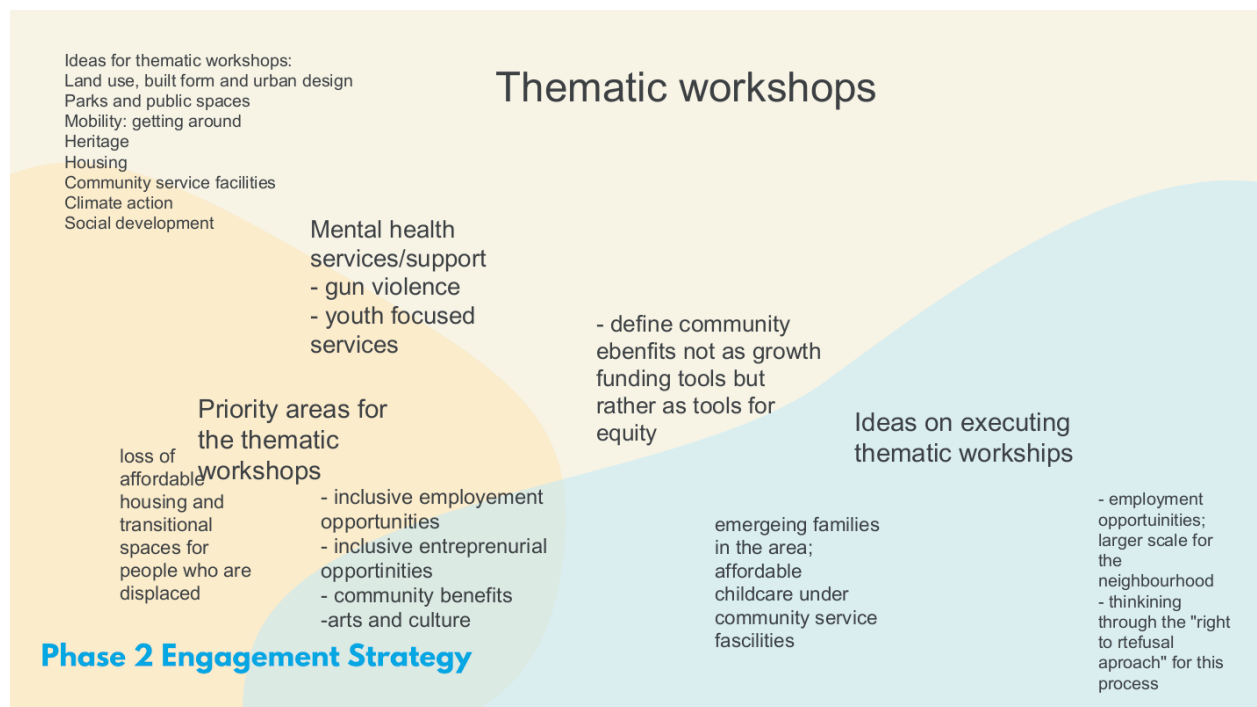 Thematic workshops
Ideas for thematic workshops:
Land use, built form and urban design
Parks and public spaces
Mobility: getting around
Heritage
Housing
Community service facilities
Climate action
Social development
Mental health
services/support
- gun violence
- youth focused
services
- define community
ebenfits not as growth
funding tools but
rather as tools for
equity
Priority areas for
the thematic
workshops
loss of
affordable
housing and
transitional
spaces for
people who are
displaced
- inclusive employement
opportunities
- inclusive entreprenurial
opportinities
- community benefits
-arts and culture
Ideas on executing
thematic workships
emergeing families
in the area;
affordable
childcare under
community service
fascilities
- employment
opportuinities;
larger scale for
the
neighbourhood
- thinkining
through the "right
to rtefusal
aproach" for this
process
Phase 2 Engagement Strategy